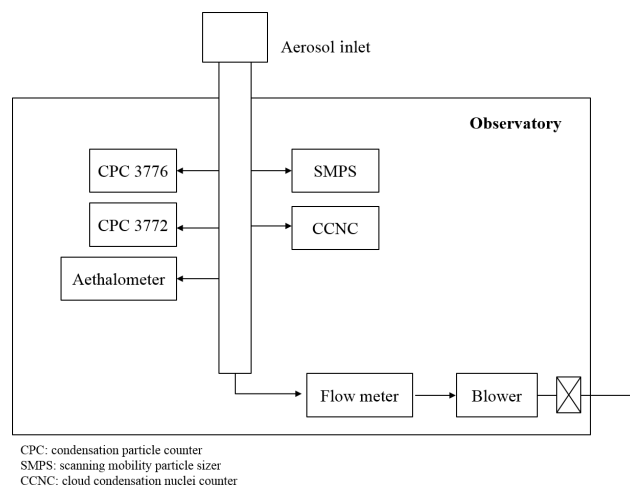 Aerosol inlet
Observatory
CPC 3776
SMPS
CPC 3772
CCNC
Aethalometer
Flow meter
Blower
CPC: condensation particle counter
SMPS: scanning mobility particle sizer
CCNC: cloud condensation nuclei counter